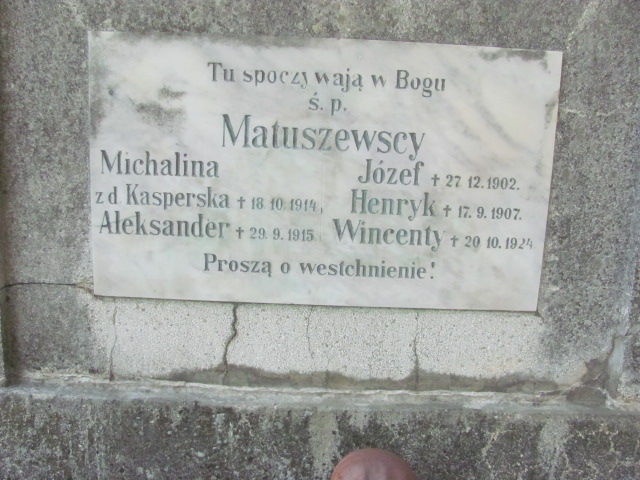 Tu spoczywają w Bogu
ś. p.
Matuszewscy
Michalina
z d. Kasperska † 18.10.1914.
Aleksander † 29.9.1915
Józef † 27.12.1902.
Henryk † 17.9.1907.
Wincenty † 20.10.1924
Proszą o westchnienie!